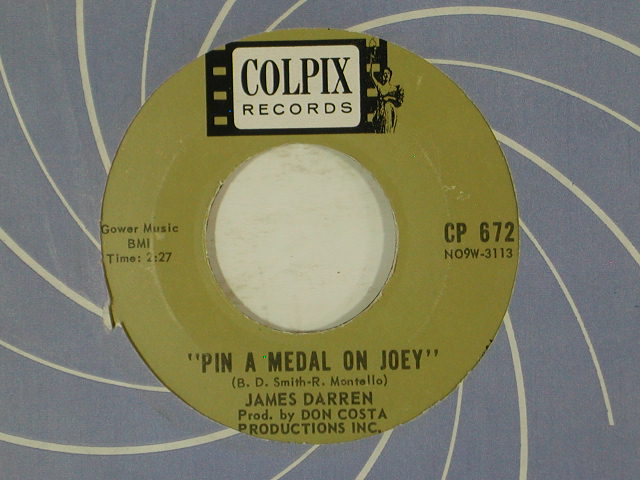 COLPIX
RECORDS
Gower Music
BMI
Time: 2:27
CP 672
NO9W-3113
"PIN A MEDAL ON JOEY"
(B. D. Smith-R. Montello)
JAMES DARREN
Prod. by DON COSTA
PRODUCTIONS INC.